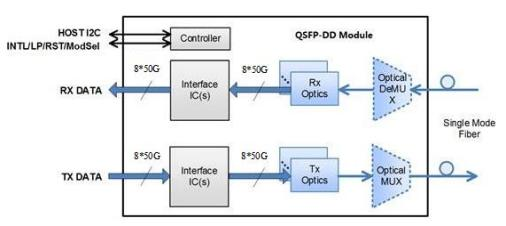 HOST I2C
INTL/LP/RST/ModSel
Controller
QSFP-DD Module
8*50G
8*50G
RX DATA
Interface
IC(s)
Rx
Optics
Optical
DeMU
X
Single Mode
Fiber
8*50G
8*50G
TX DATA
Interface
IC(s)
Tx
Optics
Optical
MUX